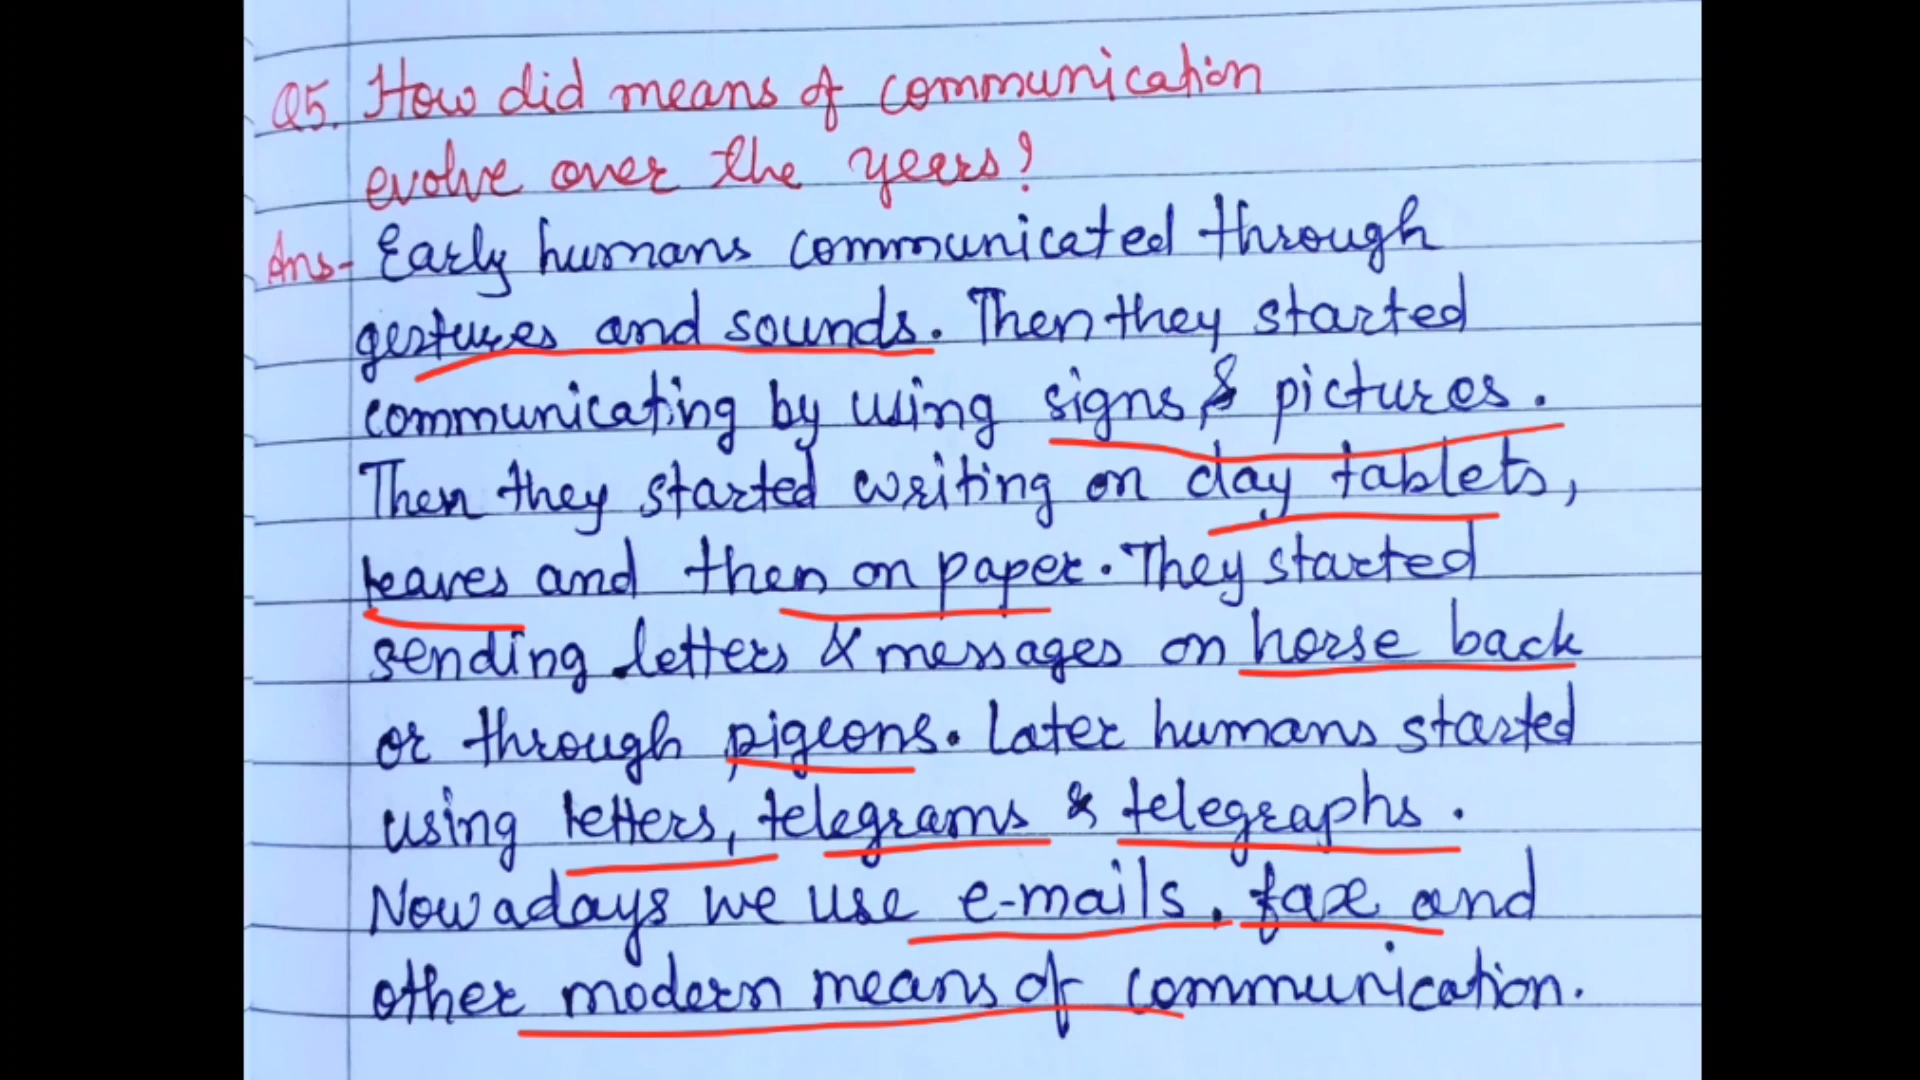 Q5. How did means of communication
evolve over the years?
Ans- Early humans communicated through
gestures and sounds. Then they started
communicating by using signs & pictures.
Then they started writing on clay tablets,
leaves and then on paper. They started
sending letters & messages on horse back
or through pigeons. Later humans started
using letters, telegrams & telegraphs.
Now adays we use e-mails, fax and
other modern means of communication.